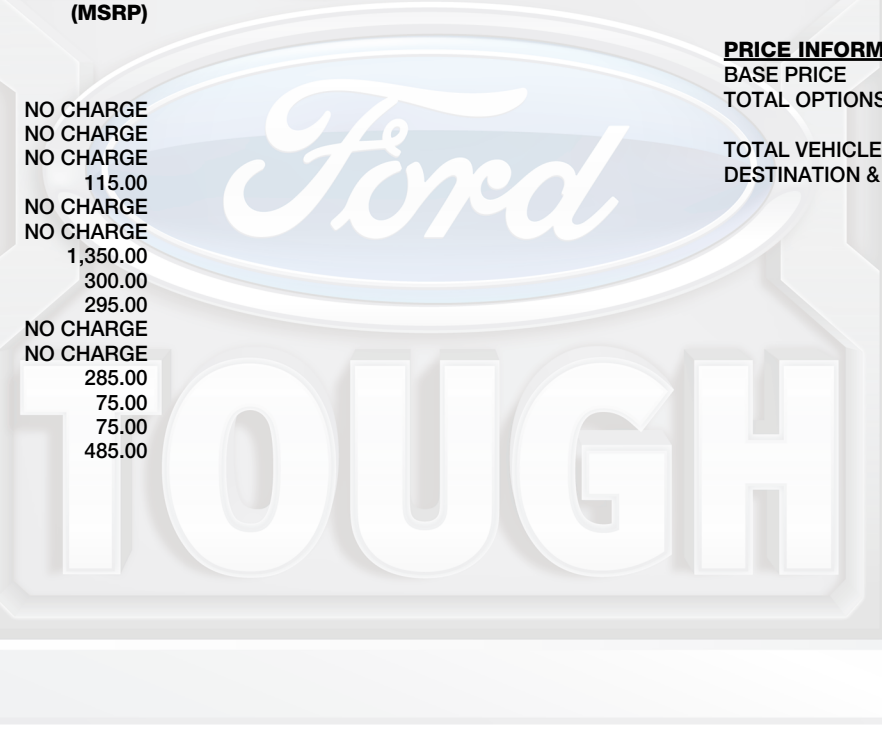 (MSRP)
NO CHARGE
NO CHARGE
NO CHARGE
115.00
NO CHARGE
NO CHARGE
1,350.00
300.00
295.00
NO CHARGE
NO CHARGE
285.00
75.00
75.00
485.00
PRICE INFORM
BASE PRICE
TOTAL OPTIONS
TOTAL VEHICLE
DESTINATION &
Ford
TOUGH